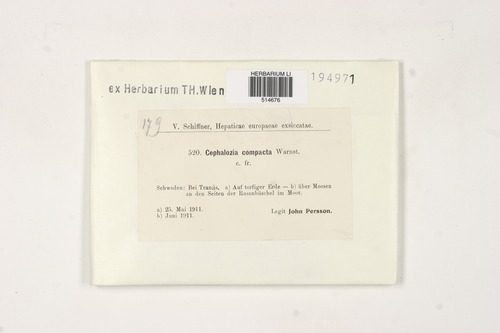 HERBARIUM LI
514676
194971
ex Herbarium TH.Wien
179
V. Schiffner, Hepaticae europaeae exsiccatae.
520. Cephalozia compacta Warnst.
c. fr.
Schweden: Bei Tranås, a) Auf torfiger Erde — b) über Moosen
an den Seiten der Rasenbüschel im Moor.
a) 25. Mai 1911.
b) Juni 1911.
Legit John Persson.